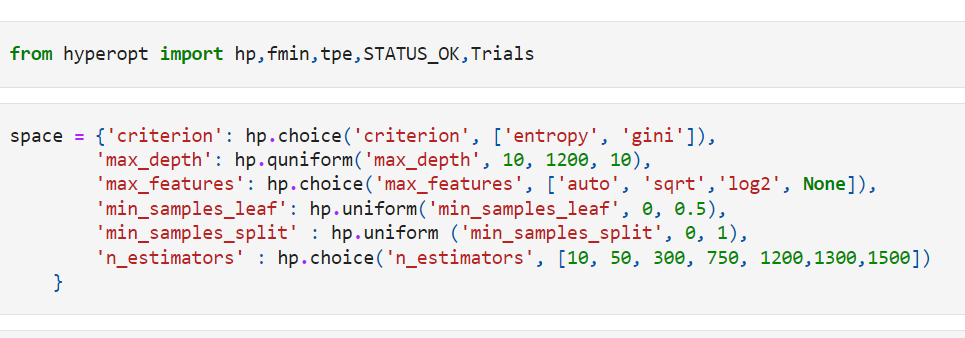 from hyperopt import hp,fmin,tpe,STATUS_OK,Trials
space = {'criterion': hp.choice('criterion', ['entropy', 'gini']),
'max_depth': hp.quniform('max_depth', 10, 1200, 10),
'max_features': hp.choice('max_features', ['auto', 'sqrt','log2', None]),
'min_samples_leaf': hp.uniform('min_samples_leaf', 0, 0.5),
'min_samples_split' : hp.uniform ('min_samples_split', 0, 1),
'n_estimators' : hp.choice('n_estimators', [10, 50, 300, 750, 1200,1300,1500])
}